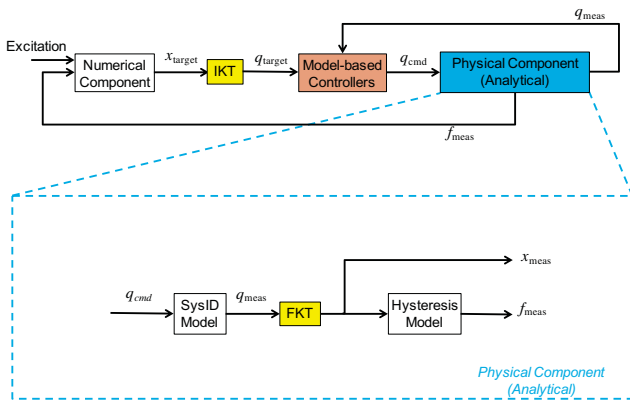 q_meas
Excitation
Numerical
Component
x_target
IKT
q_target
Model-based
Controllers
q_cmd
Physical Component
(Analytical)
f_meas
x_meas
q_cmd
SysID
Model
q_meas
FKT
Hysteresis
Model
f_meas
Physical Component
(Analytical)